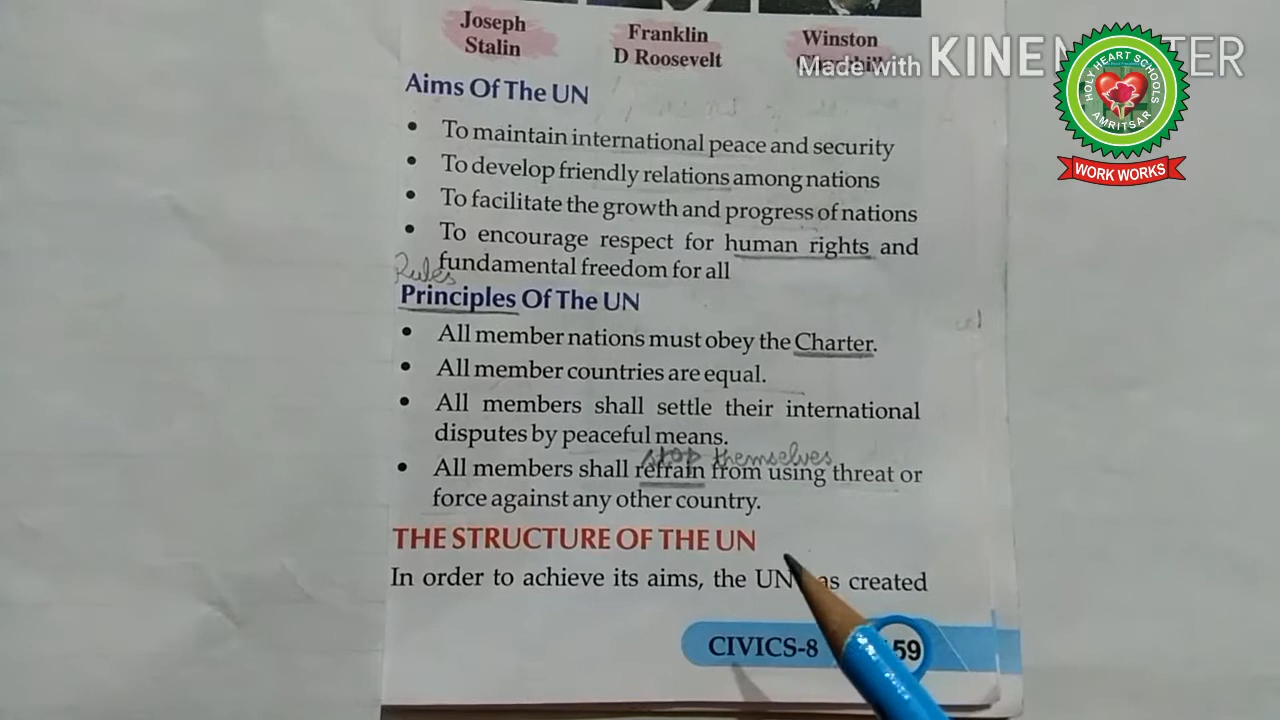 Joseph
Stalin
Franklin
D Roosevelt
Winston
Made with KINEMASTER
HOLY HEART SCHOOLS
AMRITSAR
WORK WORKS
Aims Of The UN
• To maintain international peace and security
• To develop friendly relations among nations
• To facilitate the growth and progress of nations
• To encourage respect for human rights and
fundamental freedom for all
Rules
Principles Of The UN
• All member nations must obey the Charter.
• All member countries are equal.
• All members shall settle their international
disputes by peaceful means.
stop themselves
• All members shall refrain from using threat or
force against any other country.
THE STRUCTURE OF THE UN
In order to achieve its aims, the UN created
CIVICS-8
59